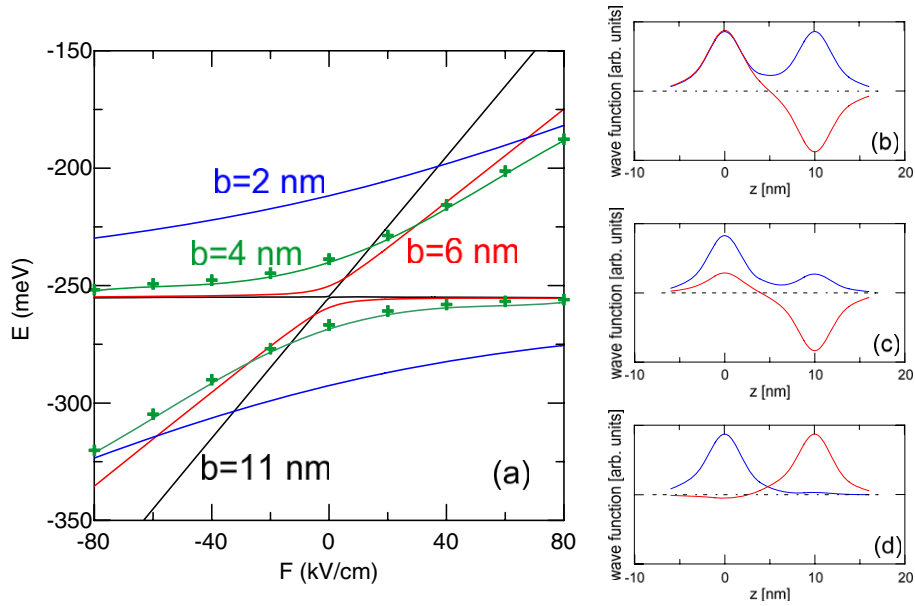 -150
-200
-250
-300
-350
E (meV)
b=2 nm
b=4 nm
b=6 nm
b=11 nm
(a)
-80
-40
0
40
80
F (kV/cm)
wave function [arb. units]
(b)
-10
0
10
20
z [nm]
wave function [arb. units]
(c)
-10
0
10
20
z [nm]
wave function [arb. units]
(d)
-10
0
10
20
z [nm]